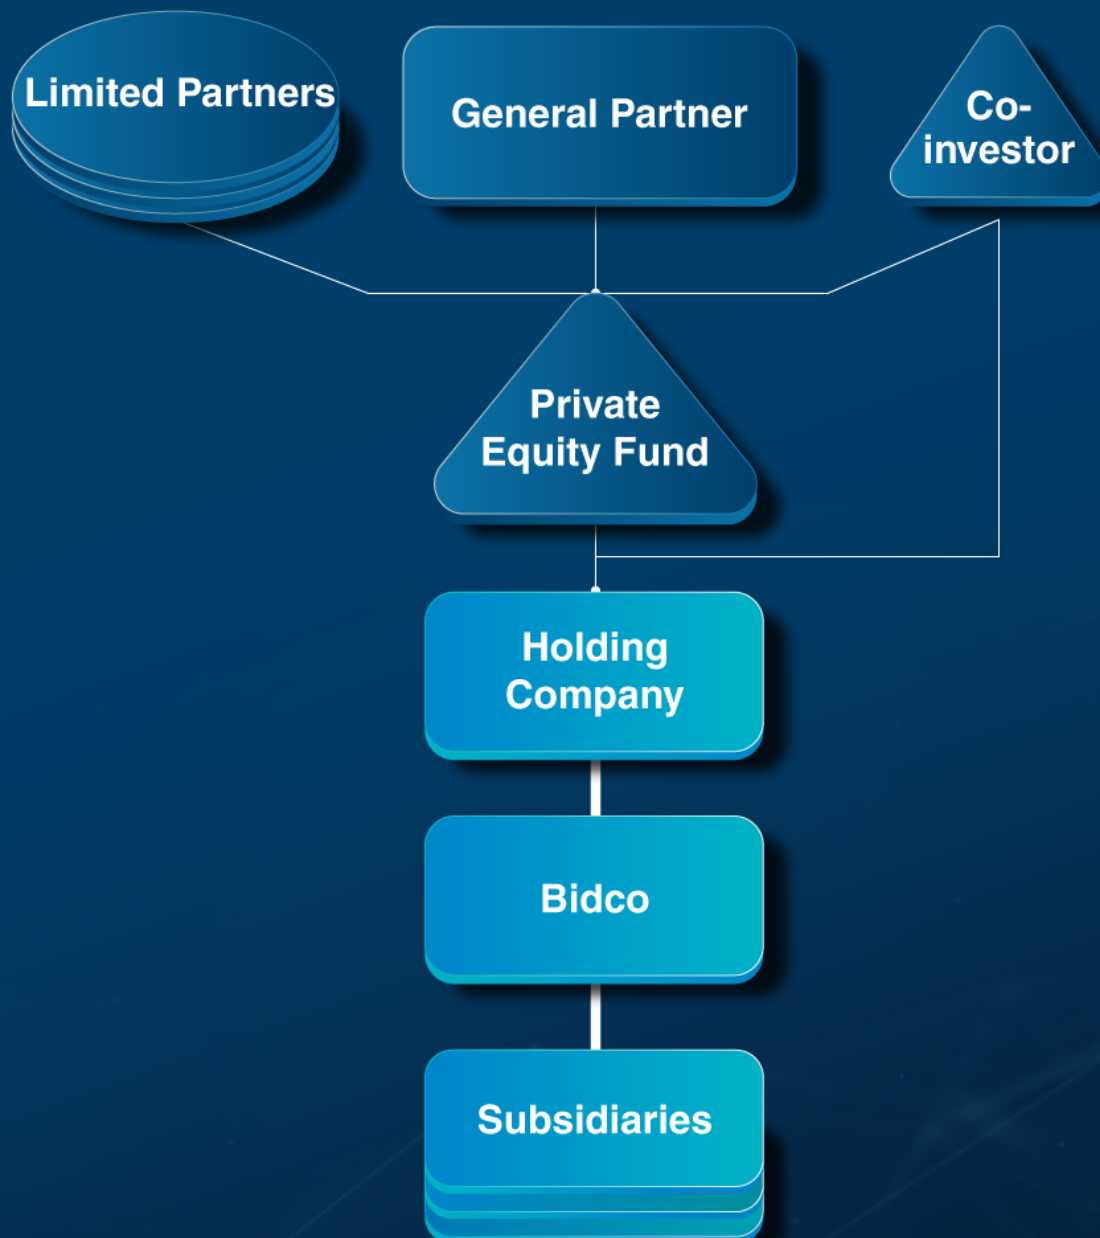 Limited Partners
General Partner
Co-
investor
Private
Equity Fund
Holding
Company
Bidco
Subsidiaries